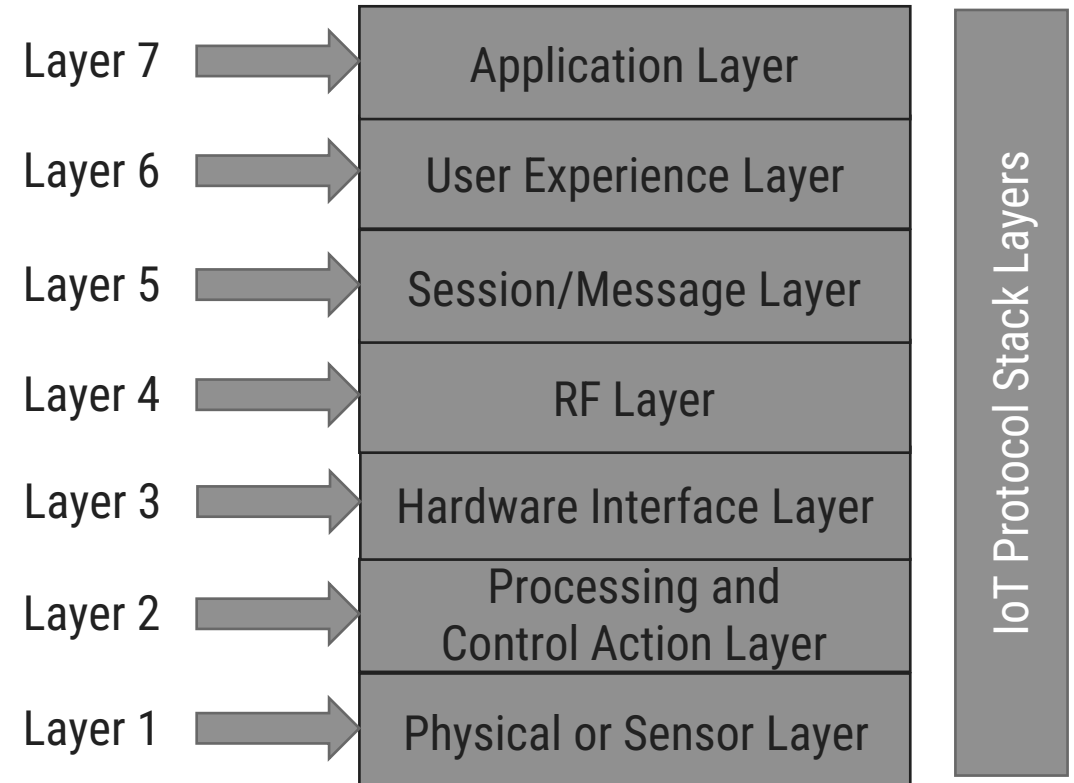 Layer 7
Application Layer
Layer 6
User Experience Layer
Layer 5
Session/Message Layer
Layer 4
RF Layer
Layer 3
Hardware Interface Layer
Layer 2
Processing and
Control Action Layer
Layer 1
Physical or Sensor Layer
IoT Protocol Stack Layers